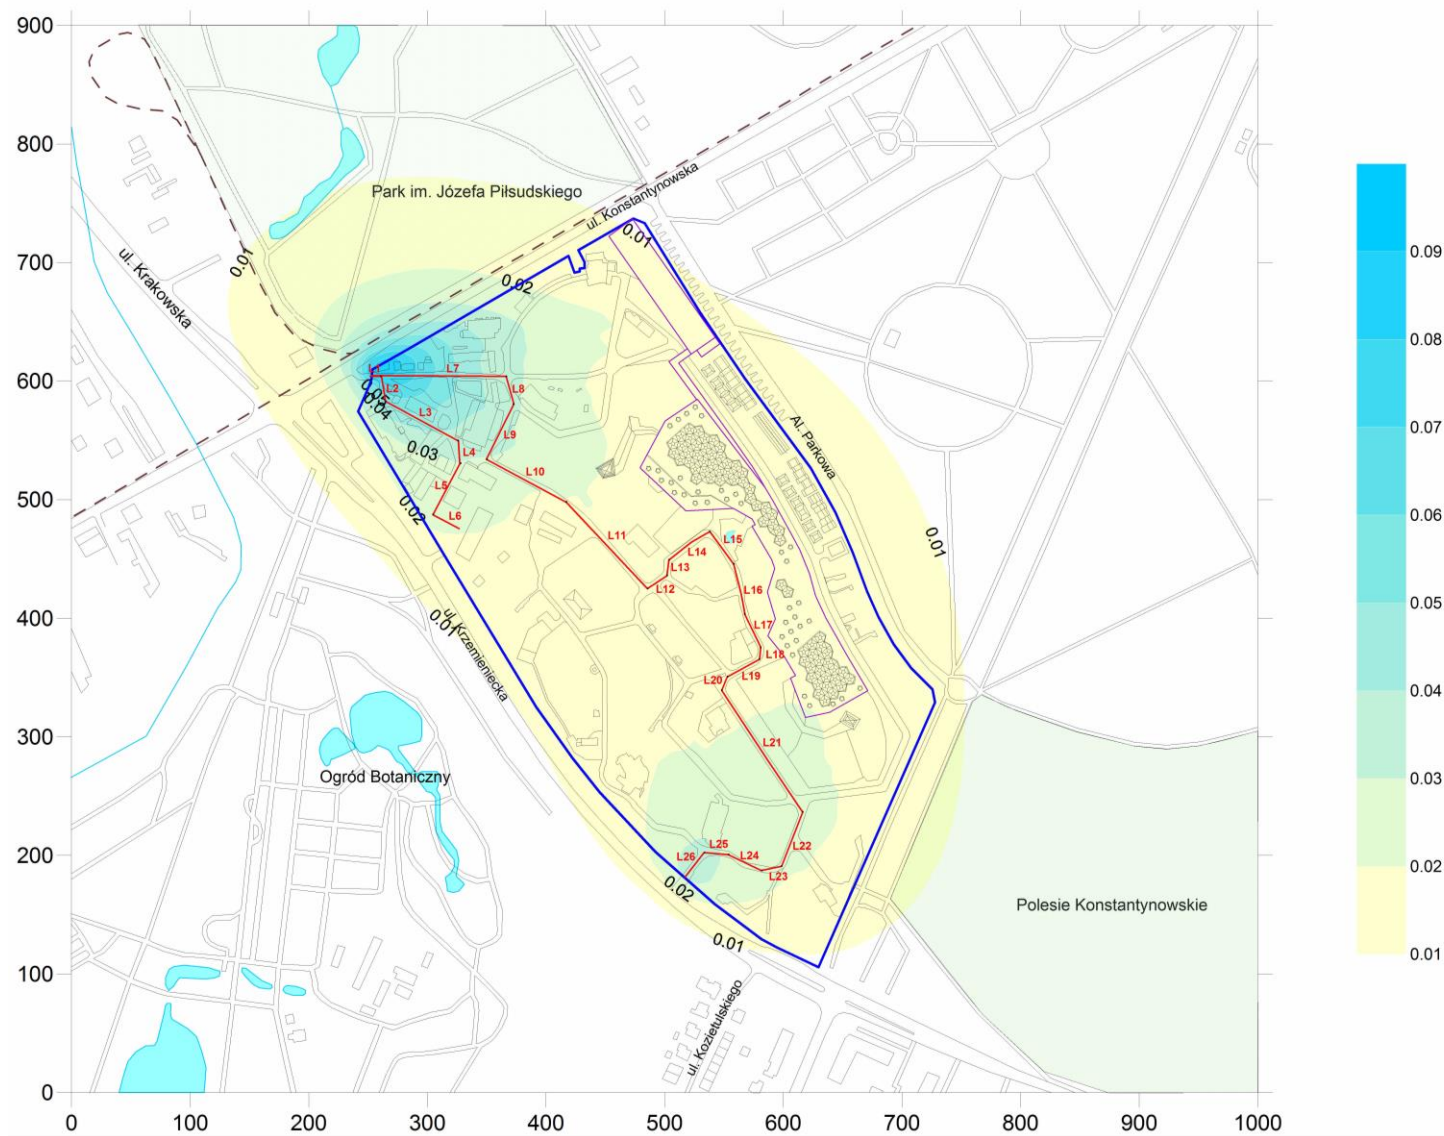 900
800
700
600
500
400
300
200
100
0
0 100 200 300 400 500 600 700 800 900 1000
Park im. Józefa Piłsudskiego
ul. Konstantynowska
ul. Krakowska
Al. Parkowa
ul. Krzemieniecka
Ogród Botaniczny
Polesie Konstantynowskie
ul. Kozietulskiego
0.01
0.01
0.02
0.05
0.04
0.03
0.02
0.01
0.01
0.02
0.01
L1
L2
L3
L4
L5
L6
L7
L8
L9
L10
L11
L12
L13
L14
L15
L16
L17
L18
L19
L20
L21
L22
L23
L24
L25
L26
0.09
0.08
0.07
0.06
0.05
0.04
0.03
0.02
0.01